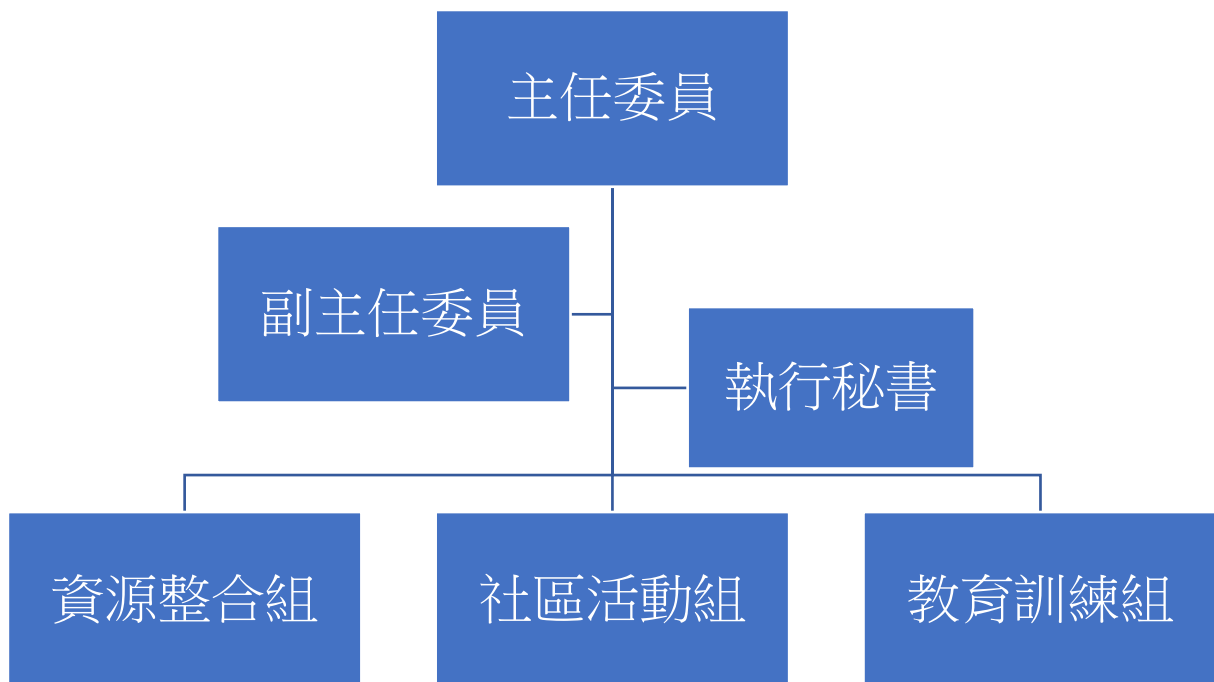 主任委員
副主任委員
執行秘書
資源整合組
社區活動組
教育訓練組